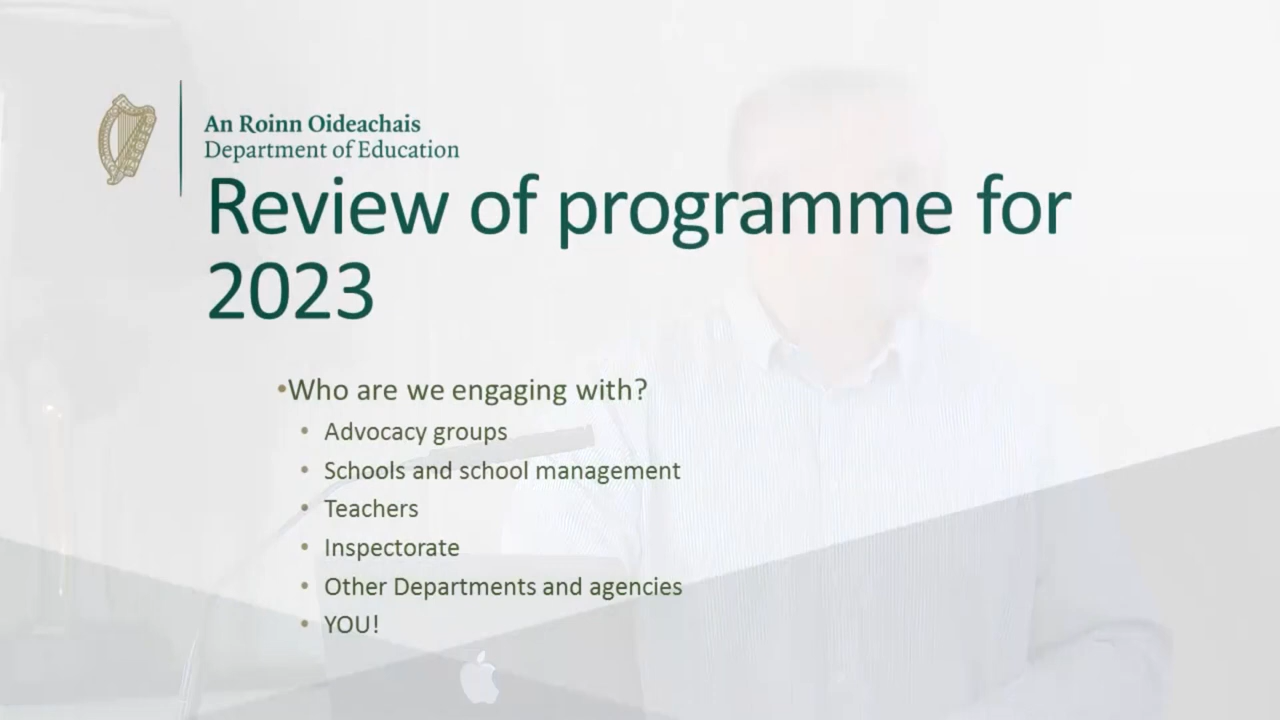 An Roinn Oideachais
Department of Education
Review of programme for
2023
•Who are we engaging with?
• Advocacy groups
• Schools and school management
• Teachers
• Inspectorate
• Other Departments and agencies
• YOU!